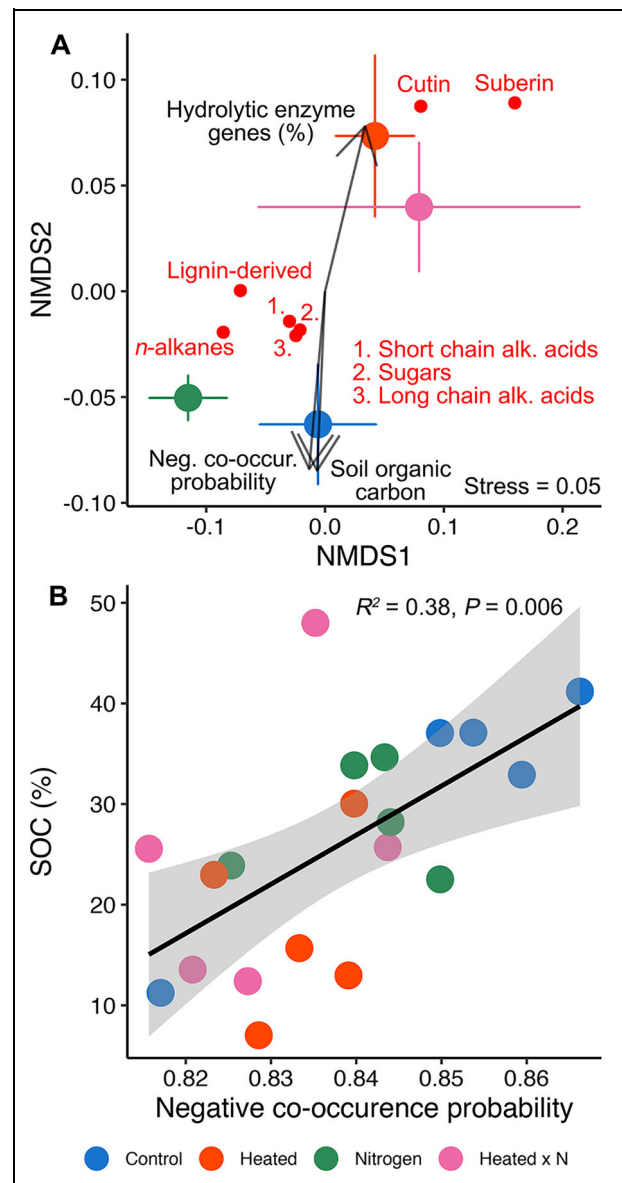 A
0.10
0.05
0.00
-0.05
-0.10
NMDS2
Hydrolytic enzyme
genes (%)
Cutin
Suberin
Lignin-derived
1.
2.
3.
n-alkanes
1. Short chain alk. acids
2. Sugars
3. Long chain alk. acids
Neg. co-occur.
probability
Soil organic
carbon
Stress = 0.05
-0.1
0.0
0.1
0.2
NMDS1
B
R² = 0.38, P = 0.006
50
40
30
20
10
SOC (%)
0.82
0.83
0.84
0.85
0.86
Negative co-occurence probability
Control
Heated
Nitrogen
Heated x N